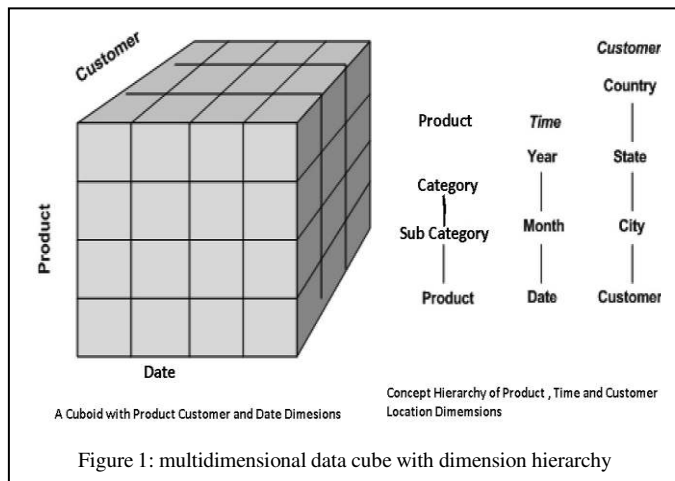 Customer
Product
Date
A Cuboid with Product Customer and Date Dimesions
Product
Category
Sub Category
Product
Time
Year
Month
Date
Customer
Country
State
City
Customer
Concept Hierarchy of Product , Time and Customer
Location Dimemsions
Figure 1: multidimensional data cube with dimension hierarchy